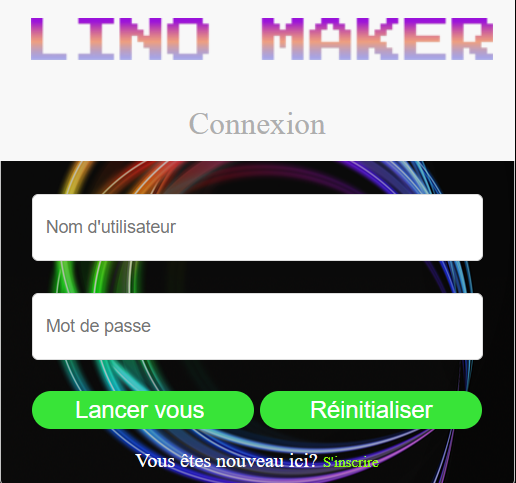 LINO MAKER
Connexion
Nom d'utilisateur
Mot de passe
Lancer vous Réinitialiser
Vous êtes nouveau ici? S'inscrire